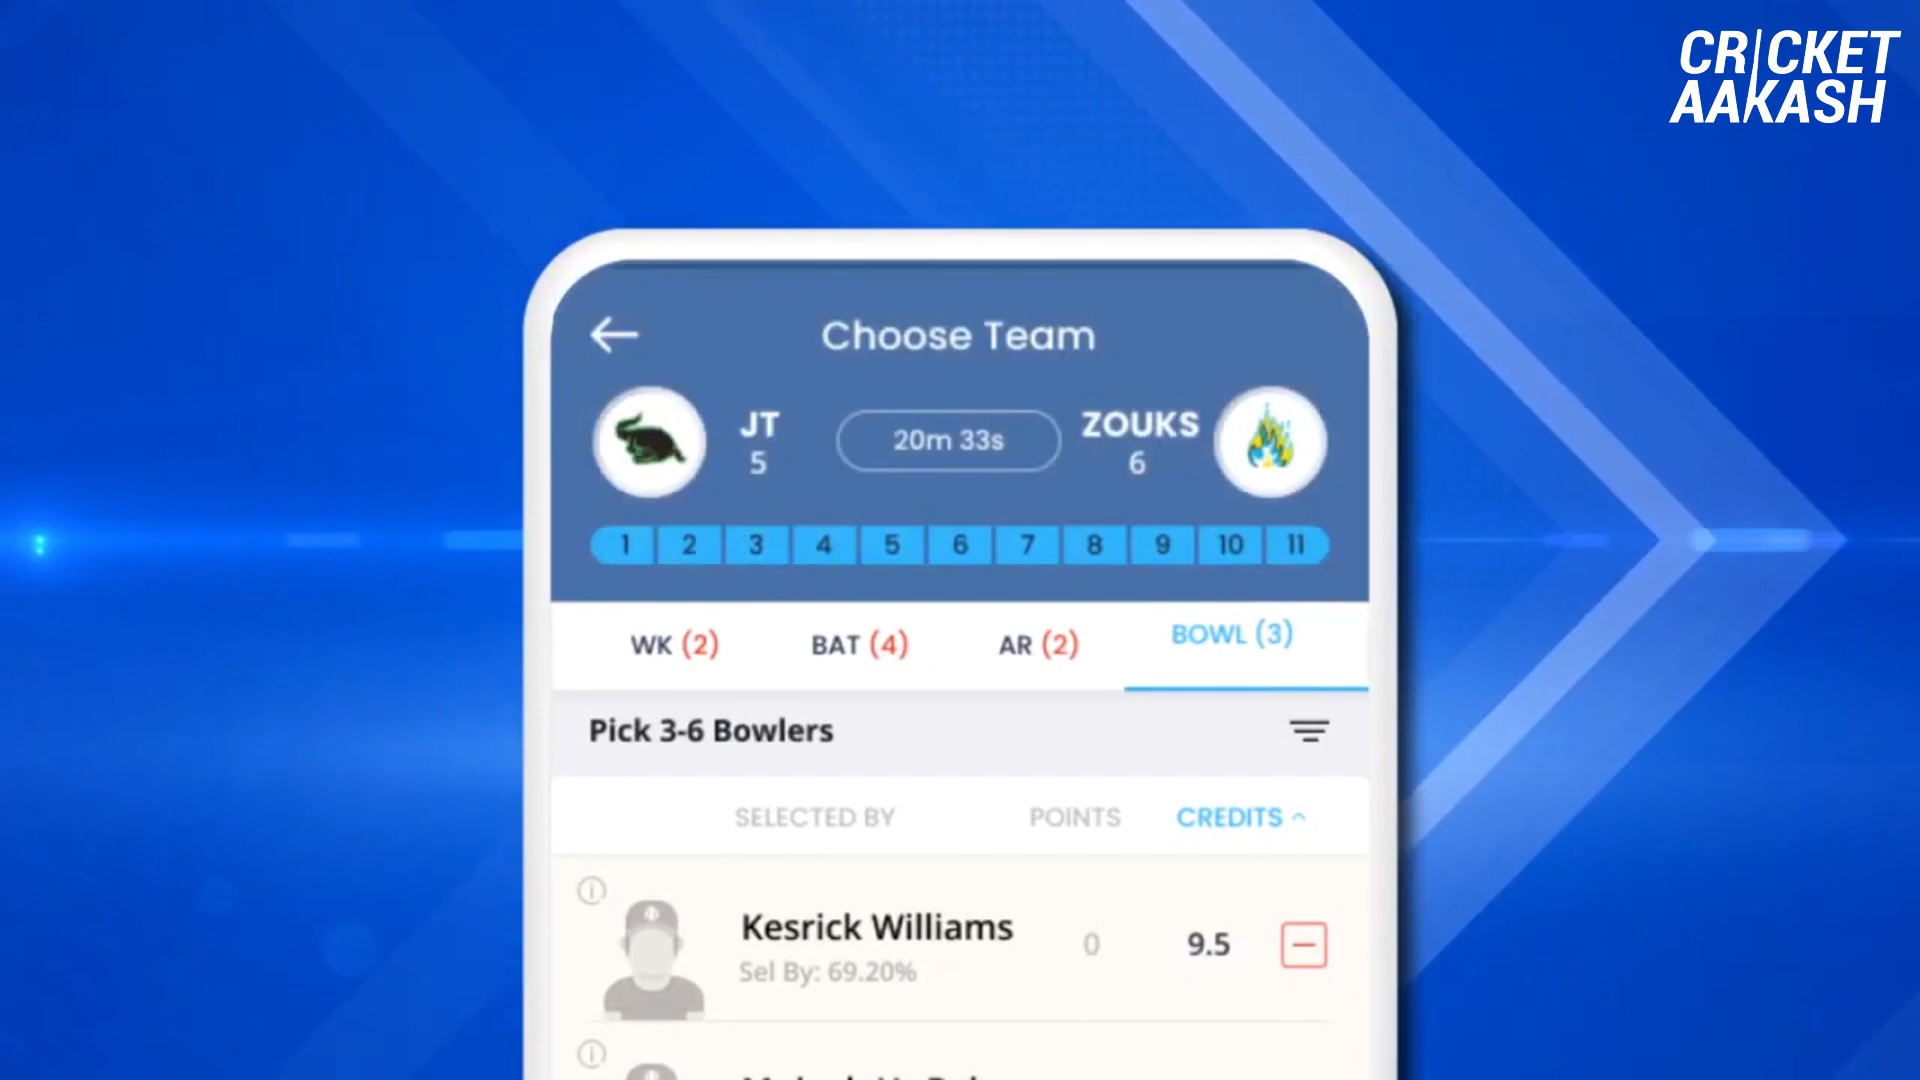 CRICKET
AAKASH
Choose Team
JT
5
20m 33s
ZOUKS
6
1 2 3 4 5 6 7 8 9 10 11
WK (2) BAT (4) AR (2) BOWL (3)
Pick 3-6 Bowlers
SELECTED BY POINTS CREDITS
Kesrick Williams 0 9.5
Sel By: 69.20%